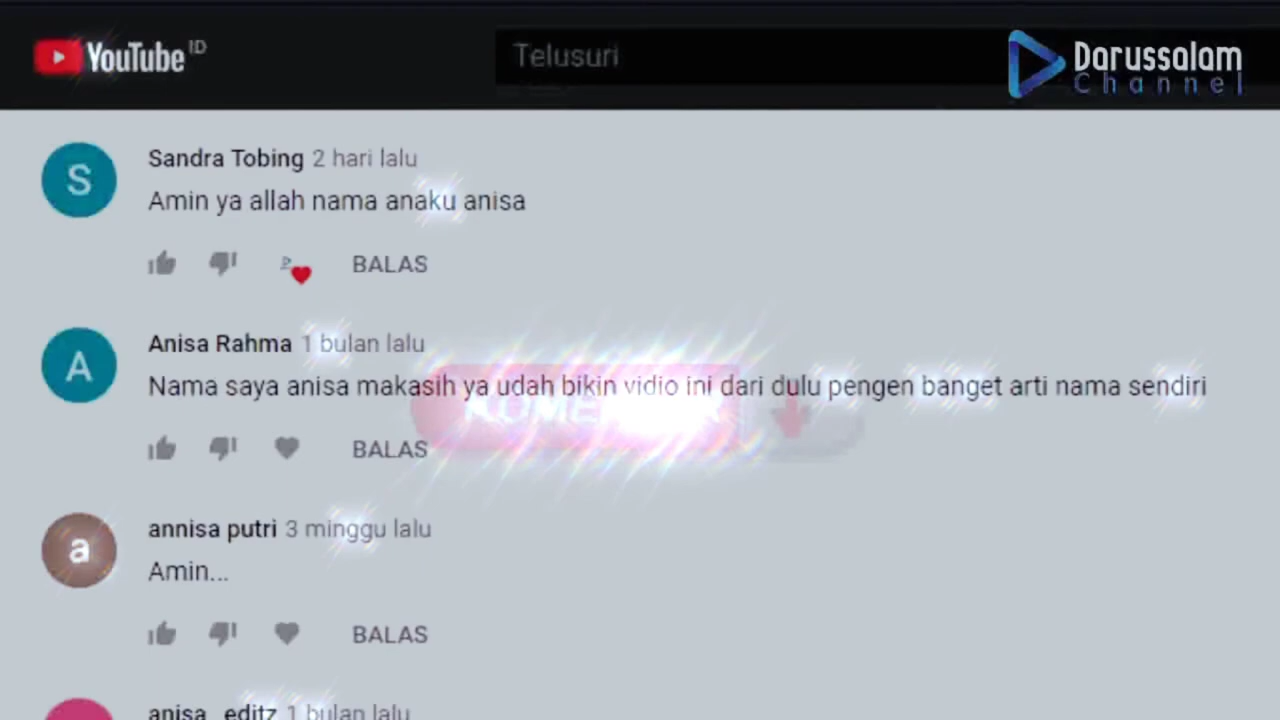 YouTube ID
Telusuri
Darussalam
Channel
S
Sandra Tobing 2 hari lalu
Amin ya allah nama anaku anisa
BALAS
A
Anisa Rahma 1 bulan lalu
Nama saya anisa makasih ya udah bikin vidio ini dari dulu pengen banget arti nama sendiri
BALAS
a
annisa putri 3 minggu lalu
Amin...
BALAS
anisa_editz 1 bulan lalu